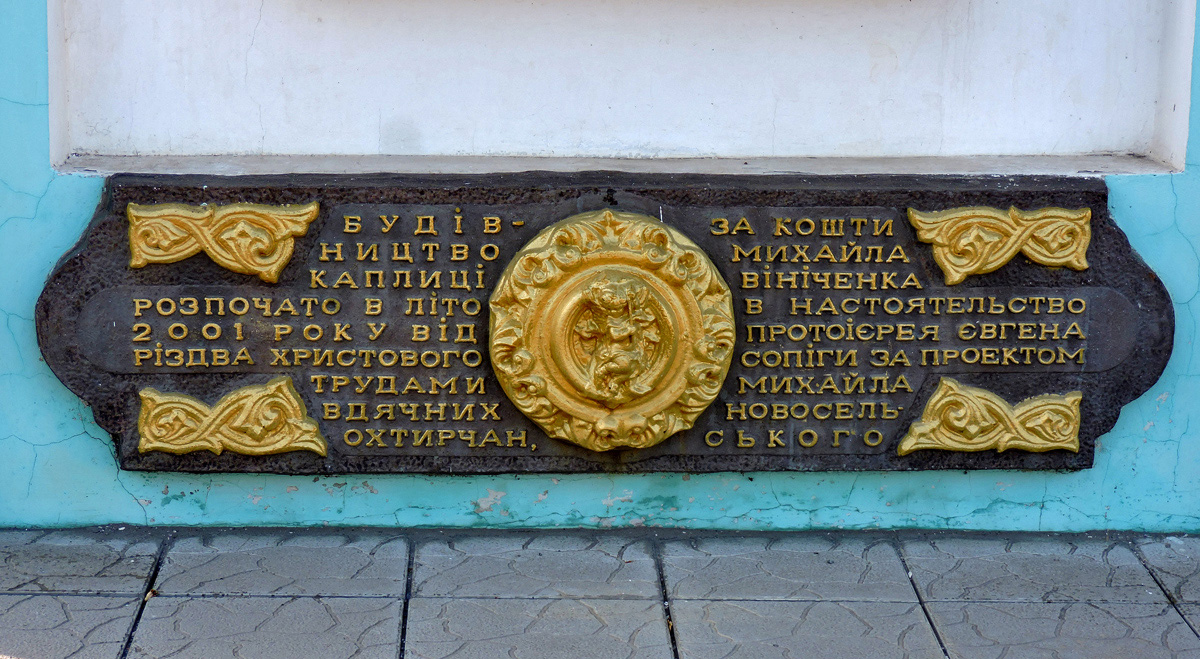 БУДІВ-
НИЦТВО
КАПЛИЦІ
РОЗПОЧАТО В ЛІТО
2001 РОКУ ВІД
РІЗДВА ХРИСТОВОГО
ТРУДАМИ
ВДЯЧНИХ
ОХТИРЧАН,
ЗА КОШТИ
МИХАЙЛА
ВІНІЧЕНКА
В НАСТОЯТЕЛЬСТВО
ПРОТОІЄРЕЯ ЄВГЕНА
СОПІГИ ЗА ПРОЕКТОМ
МИХАЙЛА
НОВОСЕЛЬ-
СЬКОГО